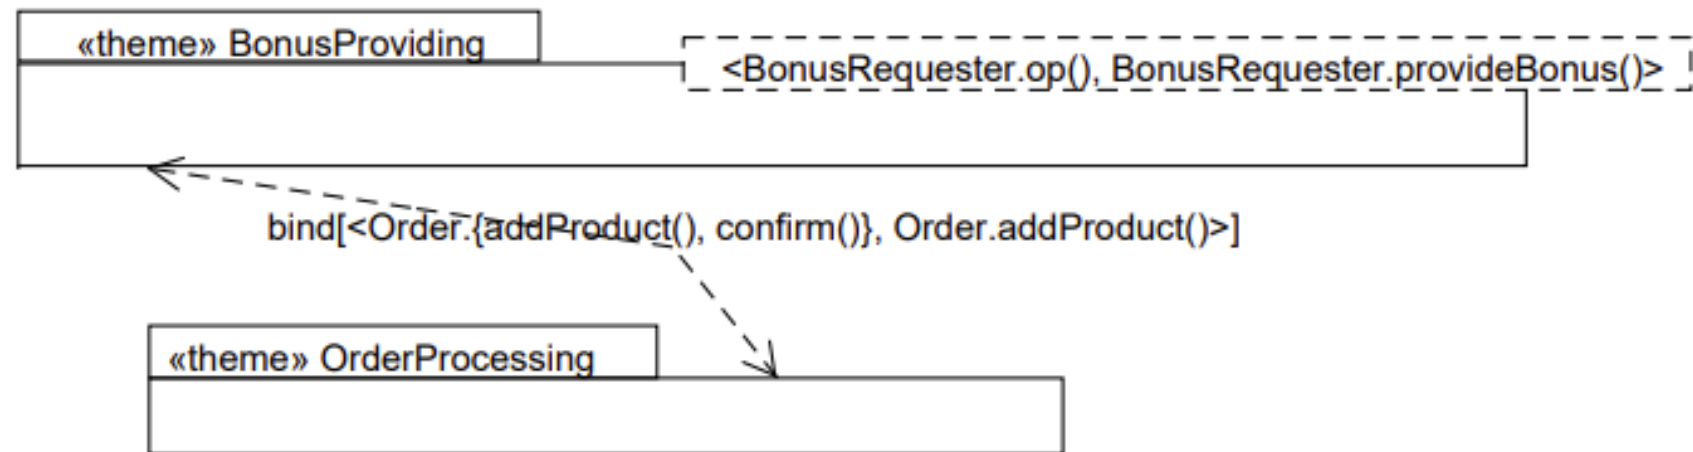 «theme» BonusProviding
<BonusRequester.op(), BonusRequester.provideBonus()>
bind[<Order.{addProduct(), confirm()}, Order.addProduct()>]
«theme» OrderProcessing